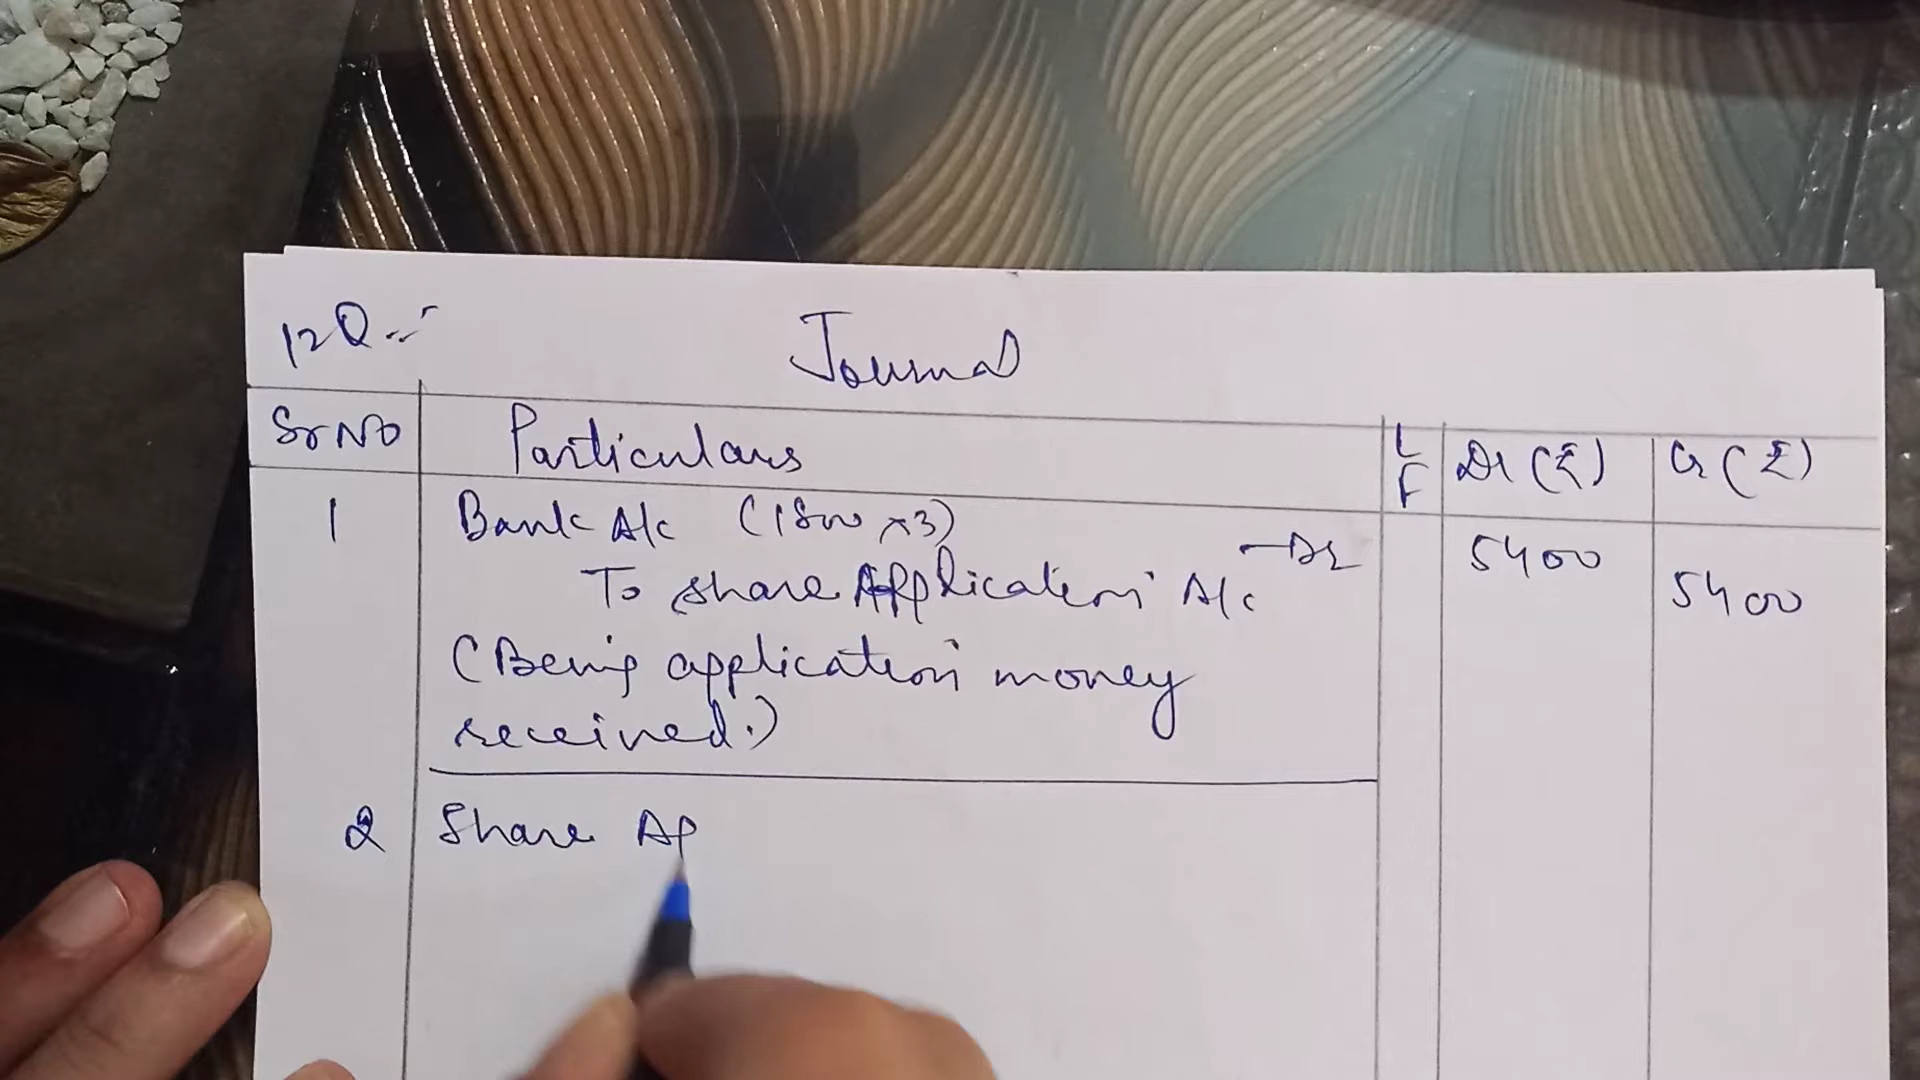 12Q :-
Journal
Sr No Particulars L F Dr (₹) Cr (₹)
1 Bank A/c (1800 x3) —Dr 5400
To share Application A/c 5400
(Being application money
received.)
2 Share Ap